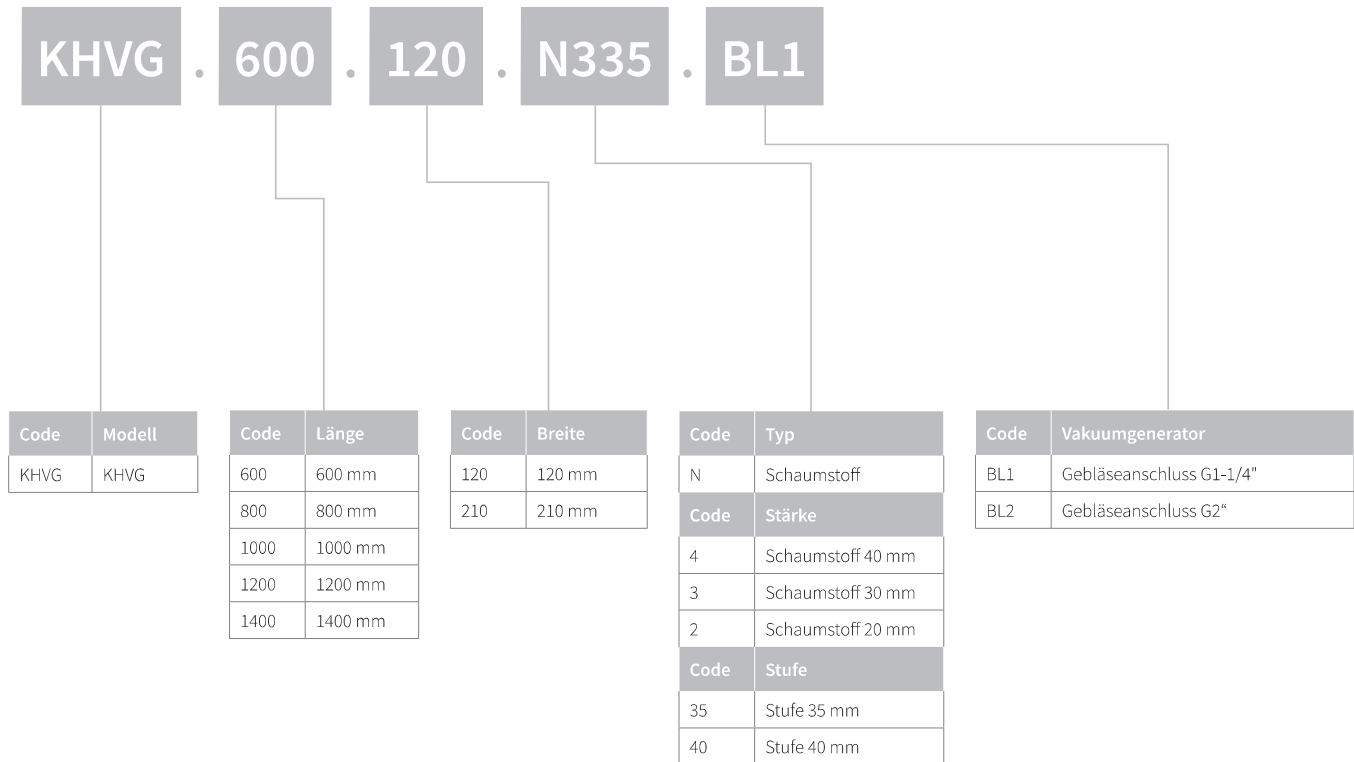 KHVG . 600 . 120 . N335 . BL1
Code Modell
KHVG KHVG
Code Länge
600 600 mm
800 800 mm
1000 1000 mm
1200 1200 mm
1400 1400 mm
Code Breite
120 120 mm
210 210 mm
Code Typ
N Schaumstoff
Code Stärke
4 Schaumstoff 40 mm
3 Schaumstoff 30 mm
2 Schaumstoff 20 mm
Code Stufe
35 Stufe 35 mm
40 Stufe 40 mm
Code Vakuumgenerator
BL1 Gebläseanschluss G1-1/4"
BL2 Gebläseanschluss G2“